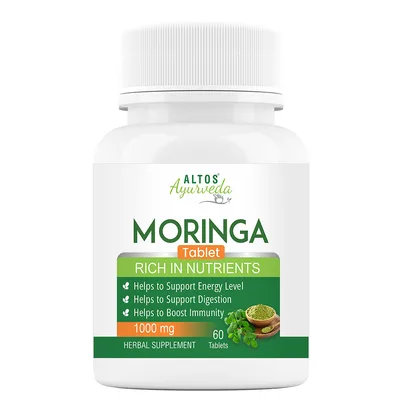 ALTOS®
Ayurveda
MORINGA
Tablet
RICH IN NUTRIENTS
Helps to Support Energy Level
Helps to Support Digestion
Helps to Boost Immunity
1000 mg
HERBAL SUPPLEMENT
60
Tablets